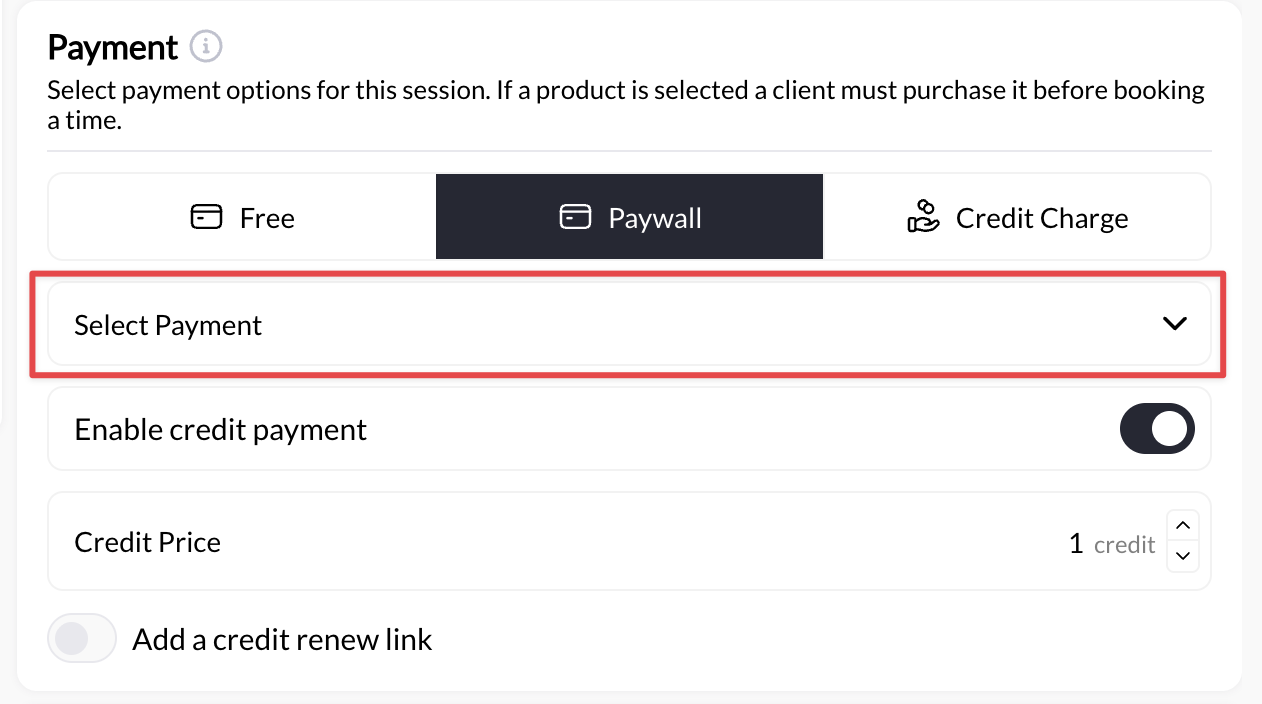 Payment
Select payment options for this session. If a product is selected a client must purchase it before booking
a time.
Free
Paywall
Credit Charge
Select Payment
Enable credit payment
Credit Price
1 credit
Add a credit renew link